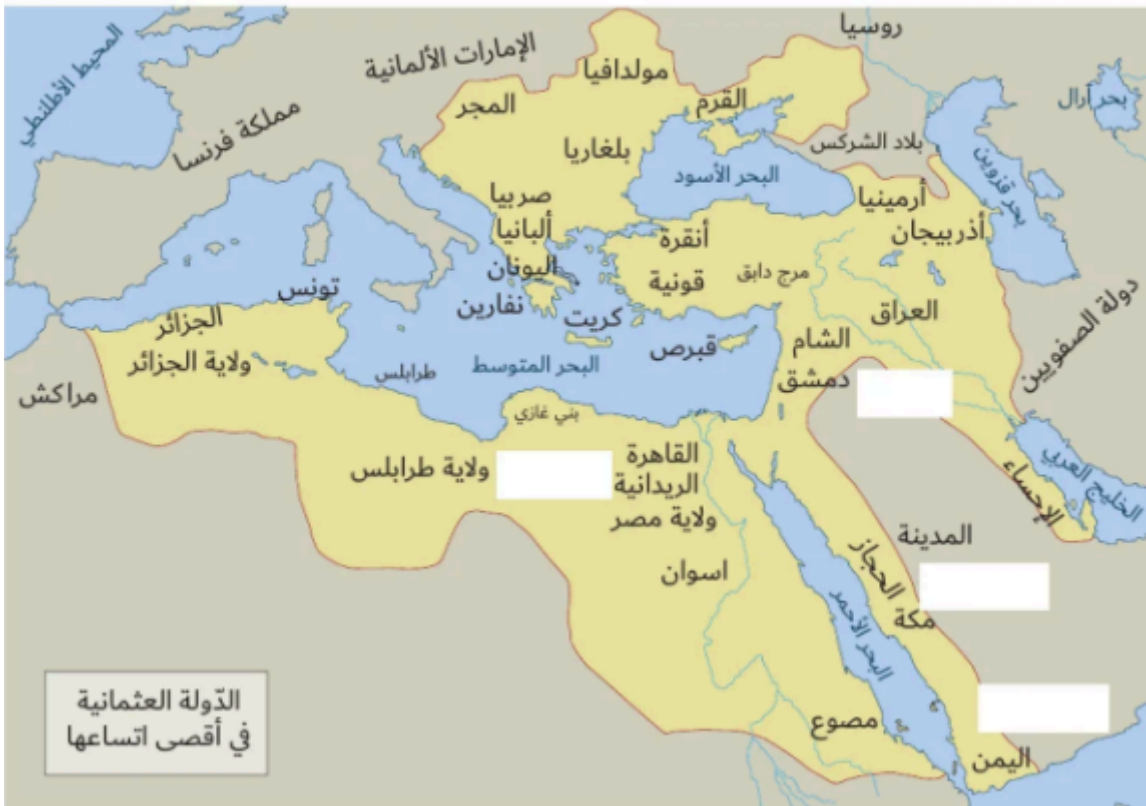 روسيا
الإمارات الألمانية
المحيط الأطلنطي
مولدافيا
بحر آرال
القرم
المجر
مملكة فرنسا
بلاد الشركس
بلغاريا
بحر قزوين
البحر الأسود
صربيا
أرمينيا
ألبانيا
أذربيجان
أنقرة
اليونان
مرج دابق
قونية
تونس
نفارين
دولة الصفويين
العراق
كريت
الجزائر
الشام
قبرص
ولاية الجزائر
البحر المتوسط
طرابلس
دمشق
مراكش
بني غازي
القاهرة
ولاية طرابلس
الريدانية
ولاية مصر
الخليج العربي
الإحساء
المدينة
الحجاز
اسوان
مكة
البحر الأحمر
مصوع
اليمن
الدّولة العثمانية
في أقصى اتساعها